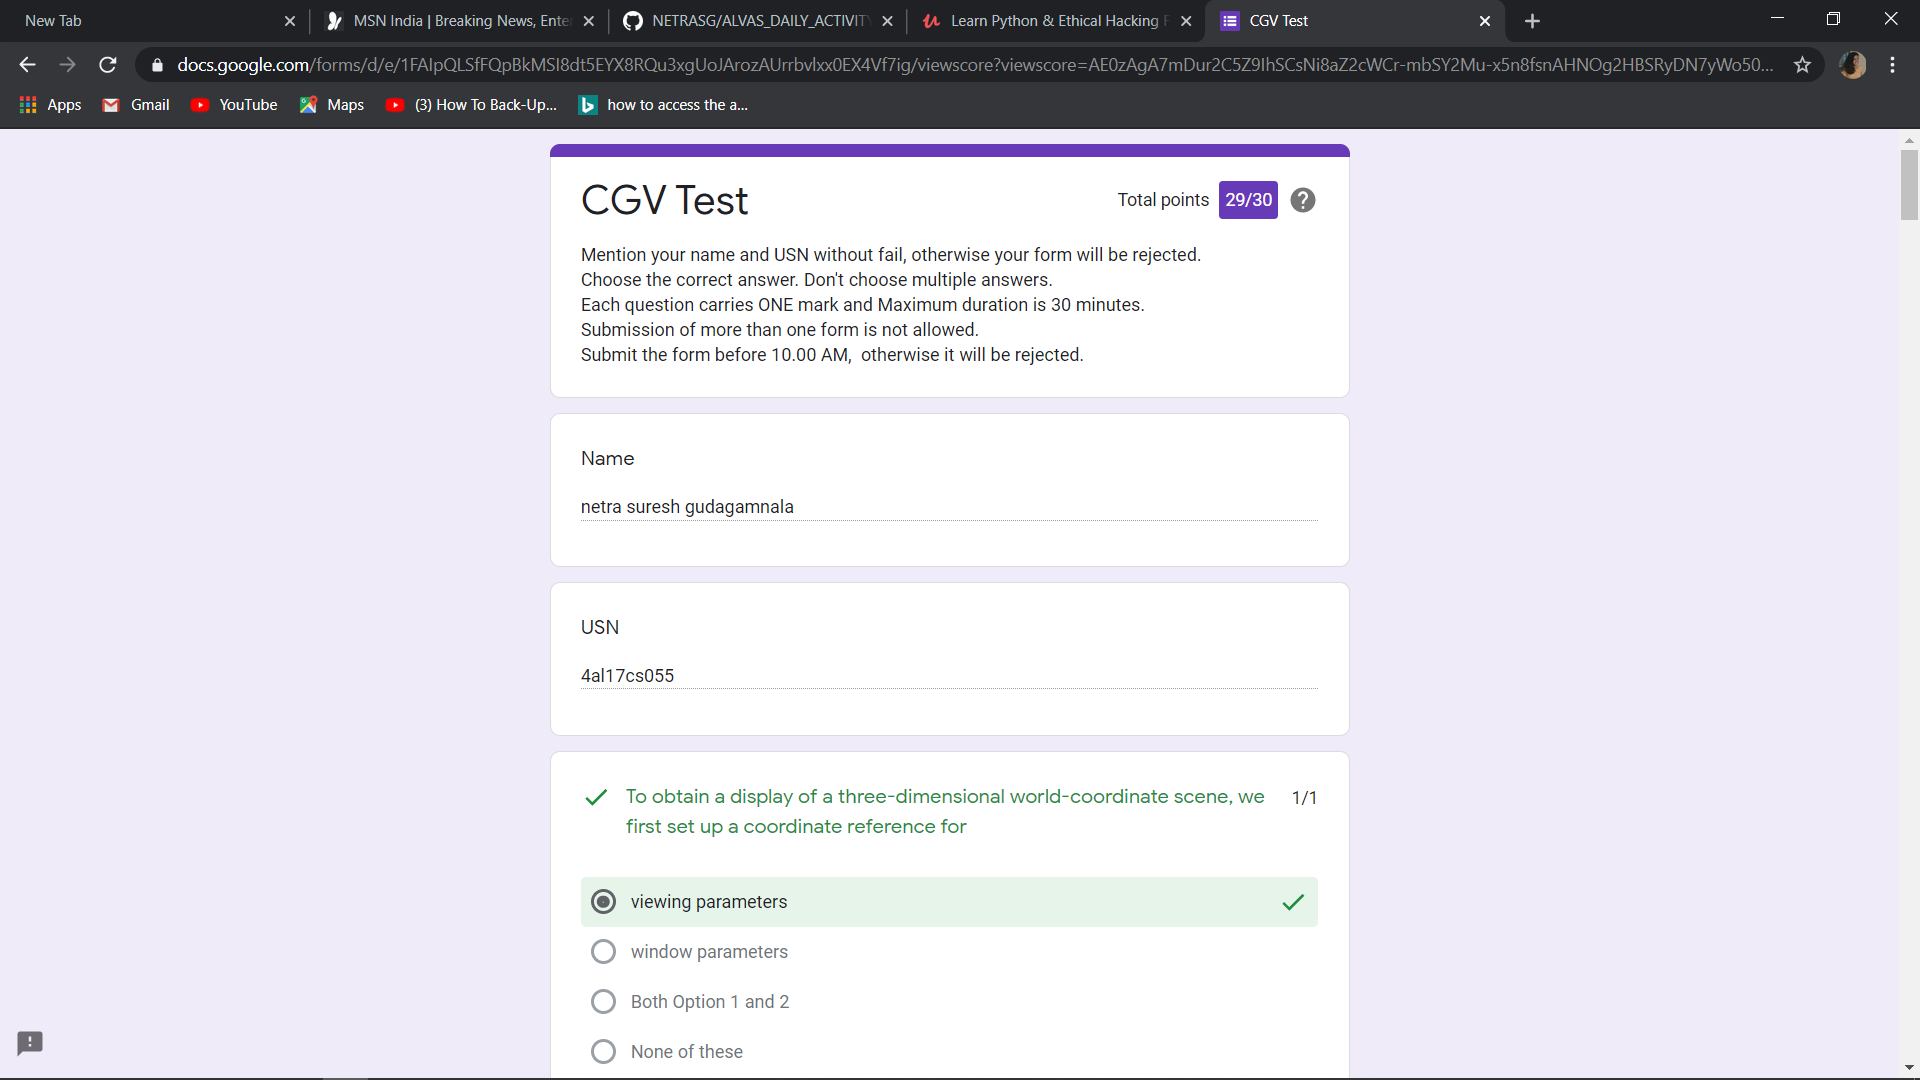 New Tab
MSN India | Breaking News, Enter
NETRASG/ALVAS_DAILY_ACTIVIT
Learn Python & Ethical Hacking F
CGV Test
docs.google.com/forms/d/e/1FAIpQLSfFQpBkMSI8dt5EYX8RQu3xgUoJArozAUrrbvlxx0EX4Vf7ig/viewscore?viewscore=AE0zAgA7mDur2C5Z9IhSCsNi8aZ2cWCr-mbSY2Mu-x5n8fsnAHNOg2HBSRyDN7yWo50...
Apps
Gmail
YouTube
Maps
(3) How To Back-Up...
how to access the a...
CGV Test
Total points 29/30
Mention your name and USN without fail, otherwise your form will be rejected.
Choose the correct answer. Don't choose multiple answers.
Each question carries ONE mark and Maximum duration is 30 minutes.
Submission of more than one form is not allowed.
Submit the form before 10.00 AM,  otherwise it will be rejected.
Name
netra suresh gudagamnala
USN
4al17cs055
To obtain a display of a three-dimensional world-coordinate scene, we 1/1
first set up a coordinate reference for
viewing parameters
window parameters
Both Option 1 and 2
None of these